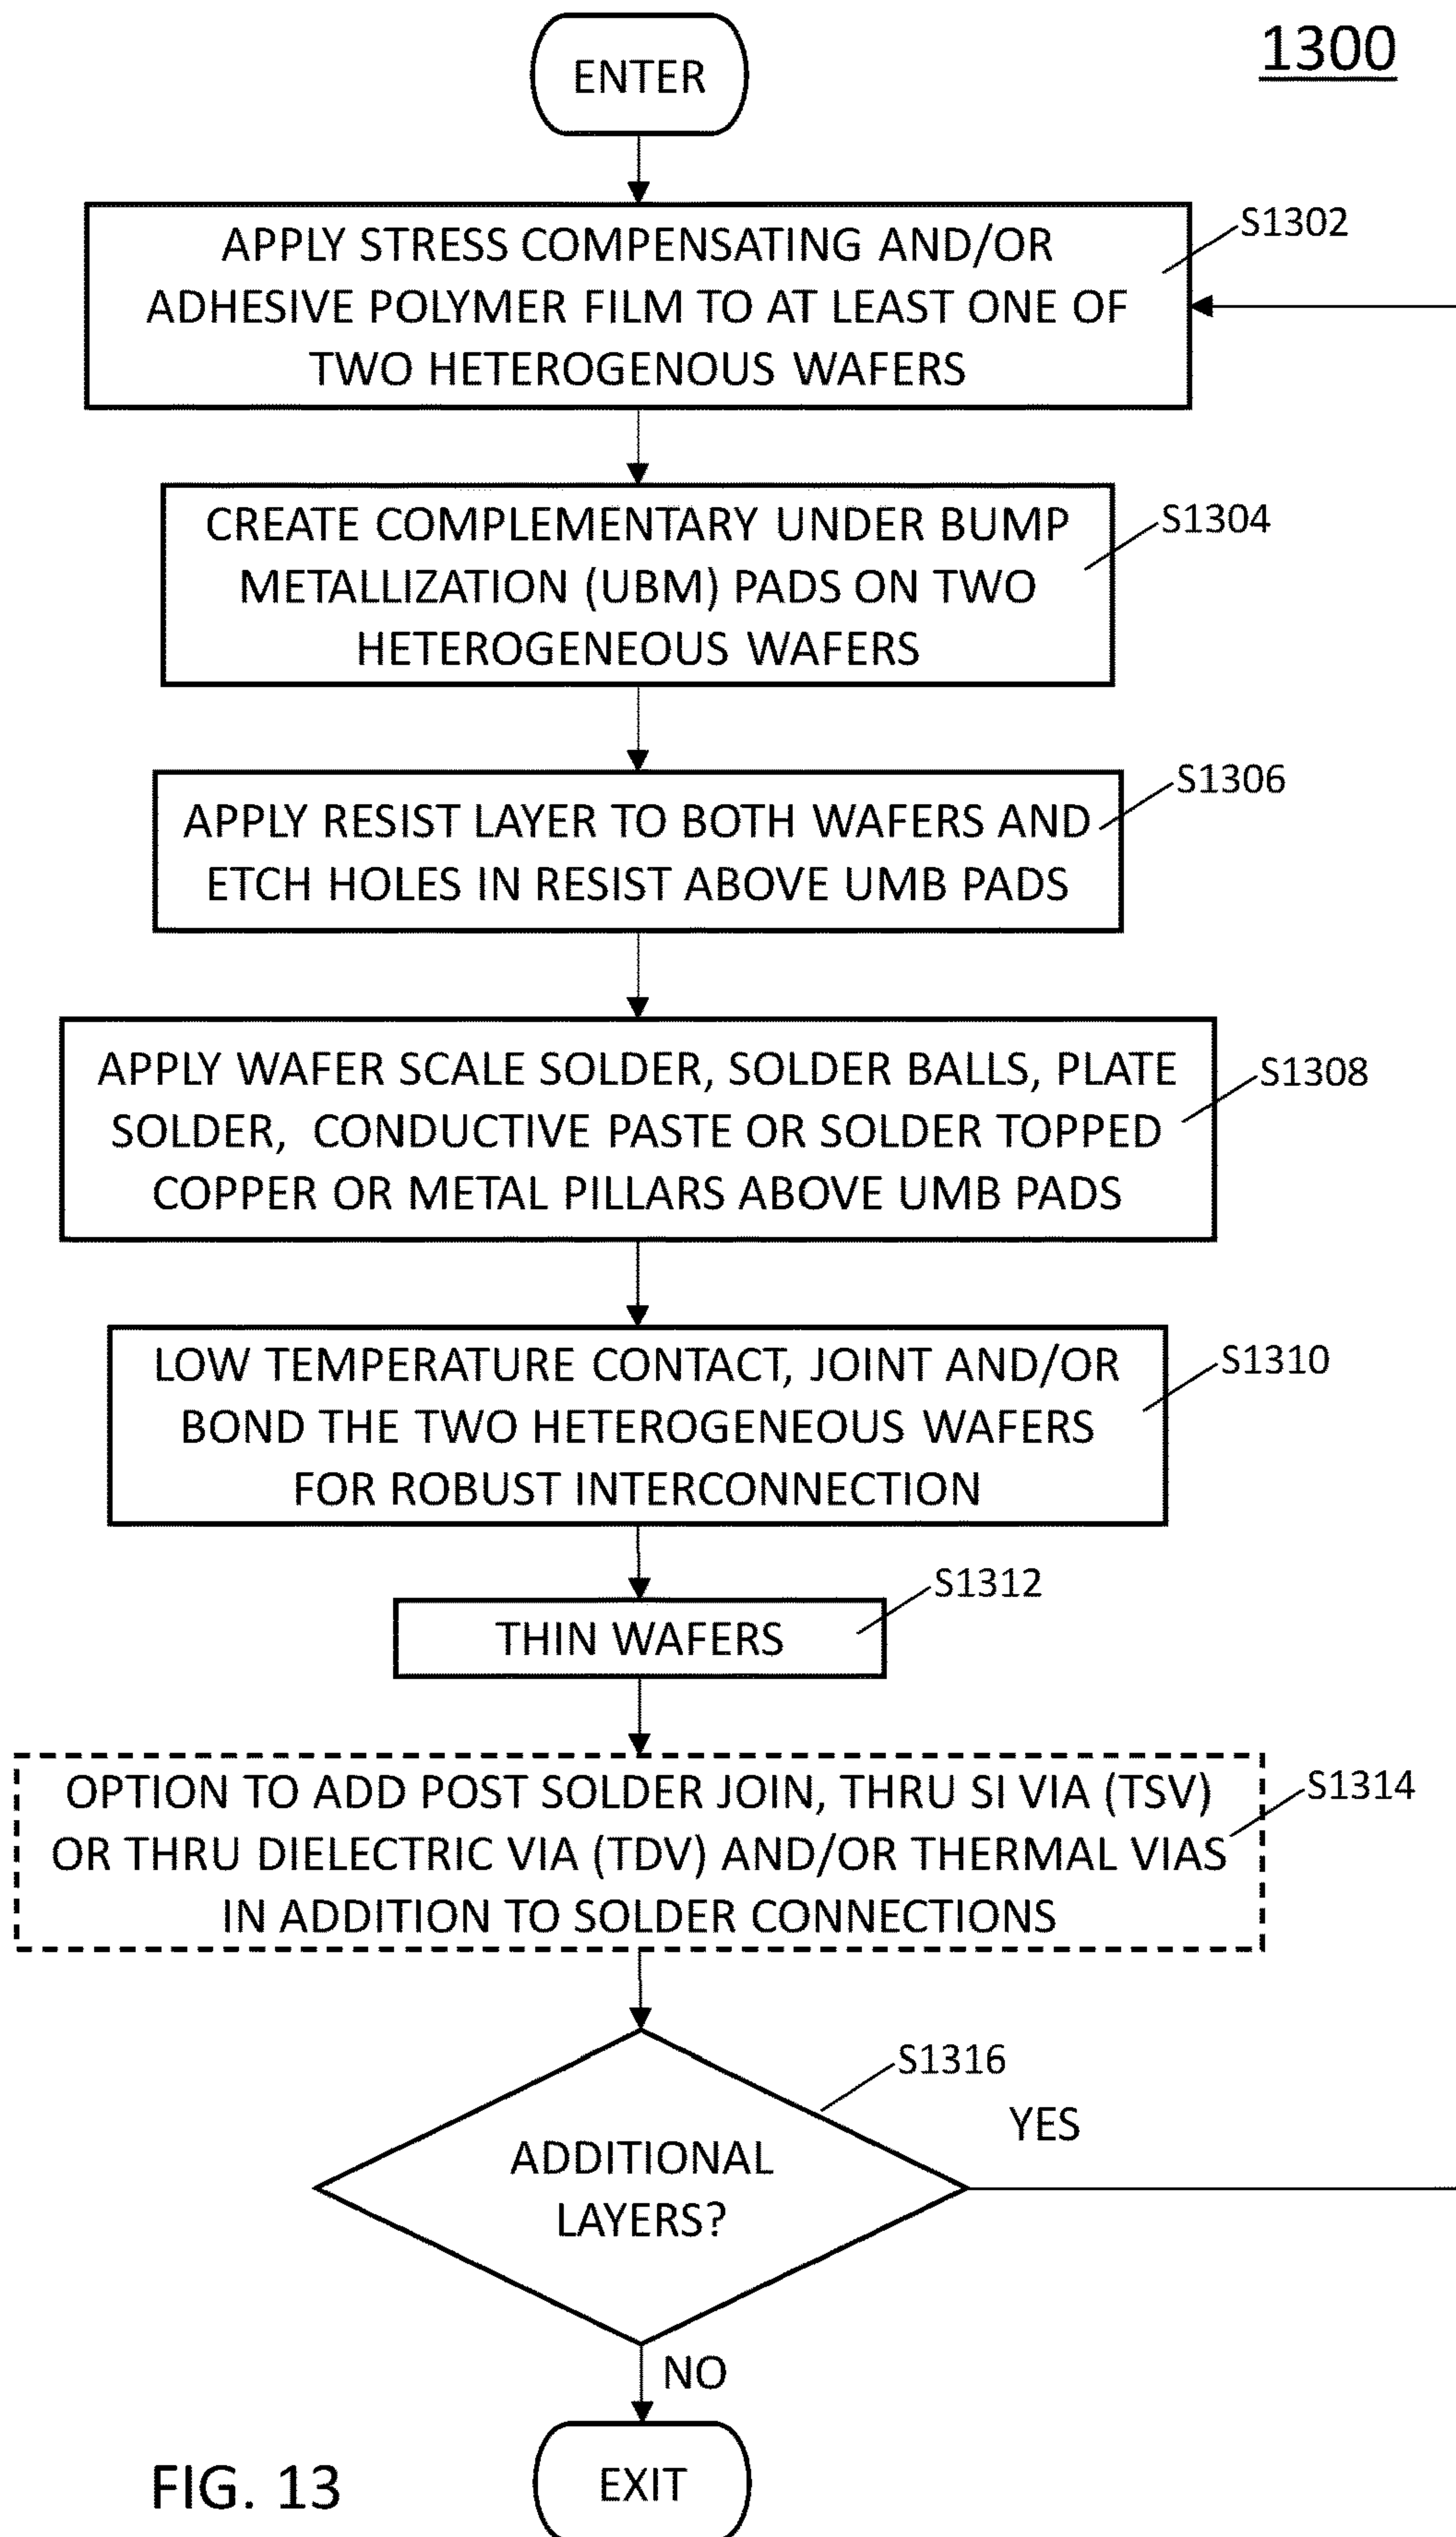 1300
ENTER
S1302
APPLY STRESS COMPENSATING AND/OR
ADHESIVE POLYMER FILM TO AT LEAST ONE OF
TWO HETEROGENOUS WAFERS
S1304
CREATE COMPLEMENTARY UNDER BUMP
METALLIZATION (UBM) PADS ON TWO
HETEROGENEOUS WAFERS
S1306
APPLY RESIST LAYER TO BOTH WAFERS AND
ETCH HOLES IN RESIST ABOVE UMB PADS
S1308
APPLY WAFER SCALE SOLDER, SOLDER BALLS, PLATE
SOLDER, CONDUCTIVE PASTE OR SOLDER TOPPED
COPPER OR METAL PILLARS ABOVE UMB PADS
S1310
LOW TEMPERATURE CONTACT, JOINT AND/OR
BOND THE TWO HETEROGENEOUS WAFERS
FOR ROBUST INTERCONNECTION
S1312
THIN WAFERS
S1314
OPTION TO ADD POST SOLDER JOIN, THRU SI VIA (TSV)
OR THRU DIELECTRIC VIA (TDV) AND/OR THERMAL VIAS
IN ADDITION TO SOLDER CONNECTIONS
S1316
ADDITIONAL
LAYERS?
YES
NO
EXIT
FIG. 13